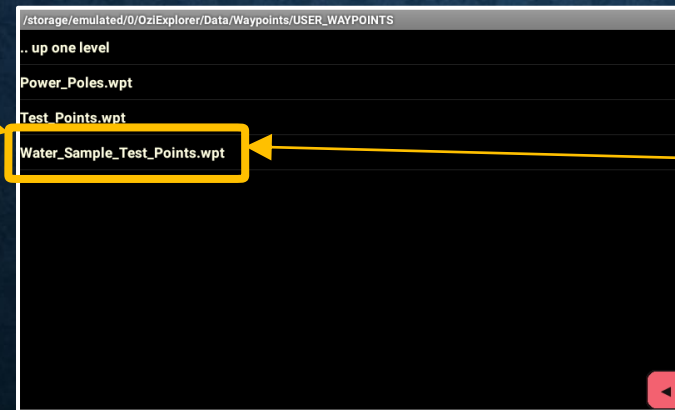 /storage/emulated/0/OziExplorer/Data/Waypoints/USER_WAYPOINTS
.. up one level
Power_Poles.wpt
Test_Points.wpt
Water_Sample_Test_Points.wpt